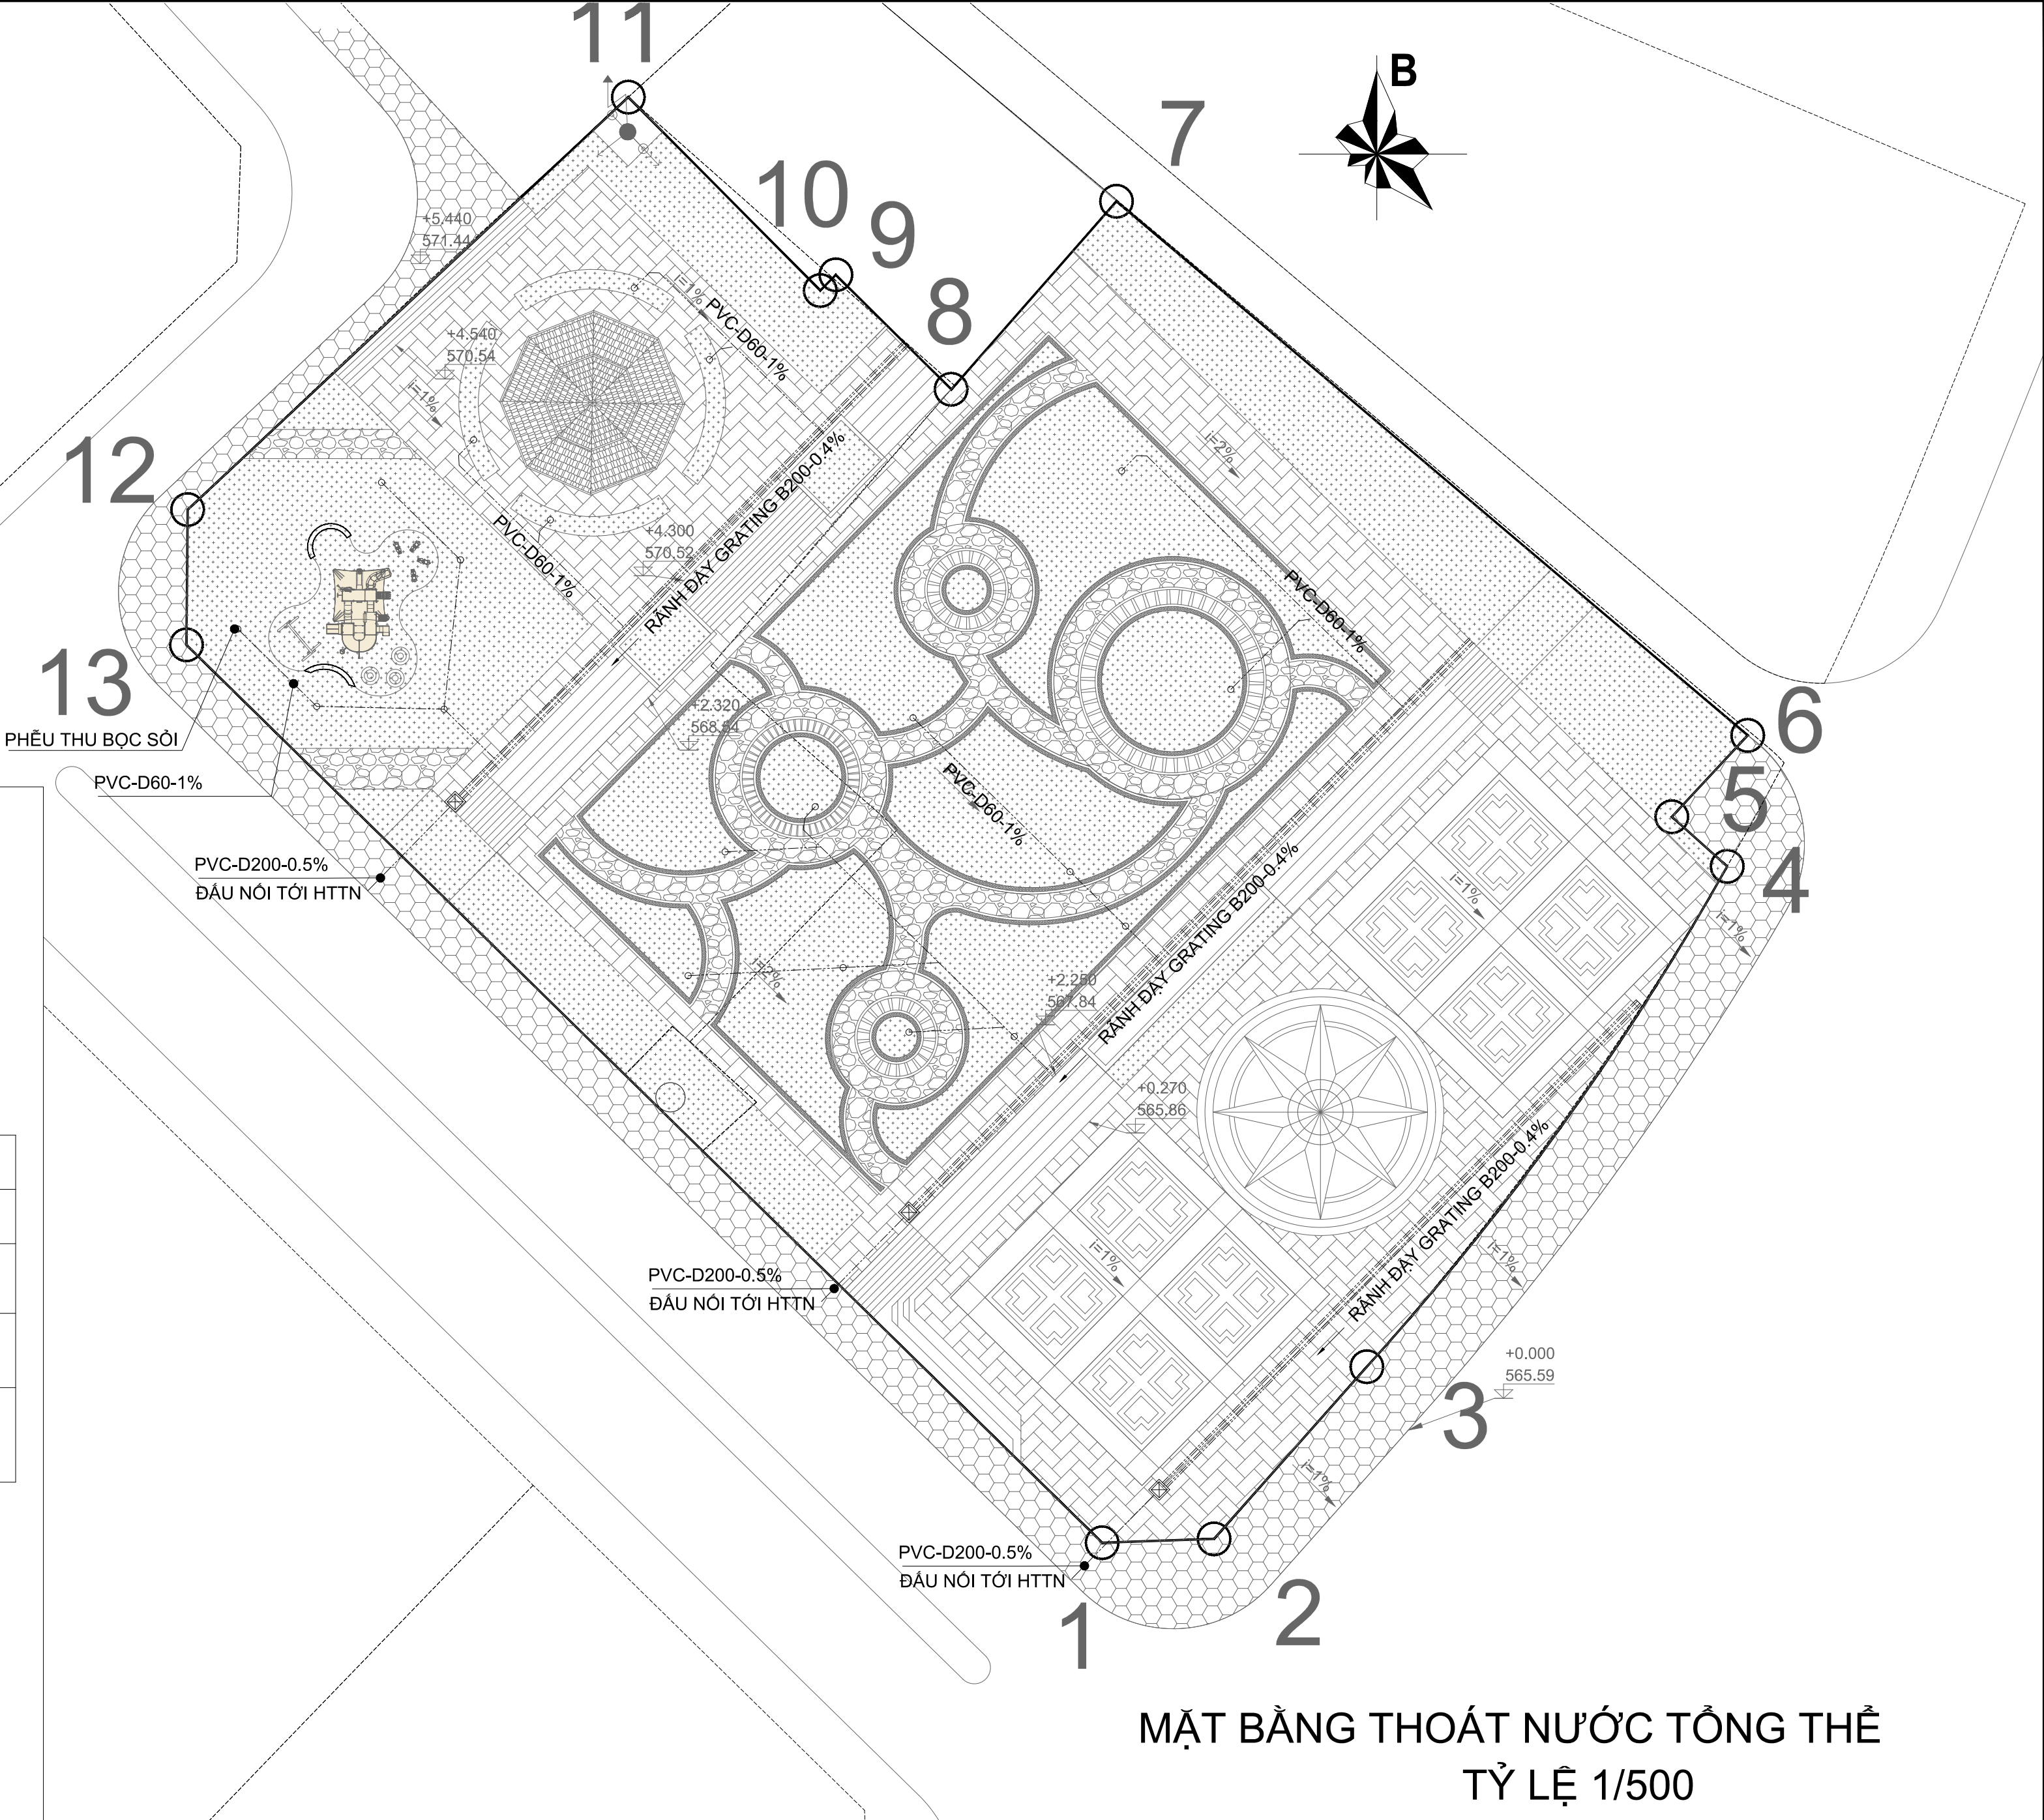 11
B
7
10
9
8
+5.440
571.44
i=1%
PVC-D60-1%
+4.540
570.54
i=1%
12
i=2%
RÃNH ĐẬY GRATING B200-0.4%
PVC-D60-1%
+4.300
570.52
PVC-D60-1%
13
PHỄU THU BỌC SỎI
PVC-D60-1%
+2.320
568.84
6
5
4
PVC-D60-1%
PVC-D200-0.5%
ĐẤU NỐI TỚI HTTN
i=1%
i=1%
RÃNH ĐẬY GRATING B200-0.4%
i=2%
+2.250
567.84
+0.270
565.86
RÃNH ĐẬY GRATING B200-0.4%
i=1%
i=1%
PVC-D200-0.5%
ĐẤU NỐI TỚI HTTN
+0.000
565.59
3
i=1%
PVC-D200-0.5%
ĐẤU NỐI TỚI HTTN
1
2
MẶT BẰNG THOÁT NƯỚC TỔNG THỂ
TỶ LỆ 1/500